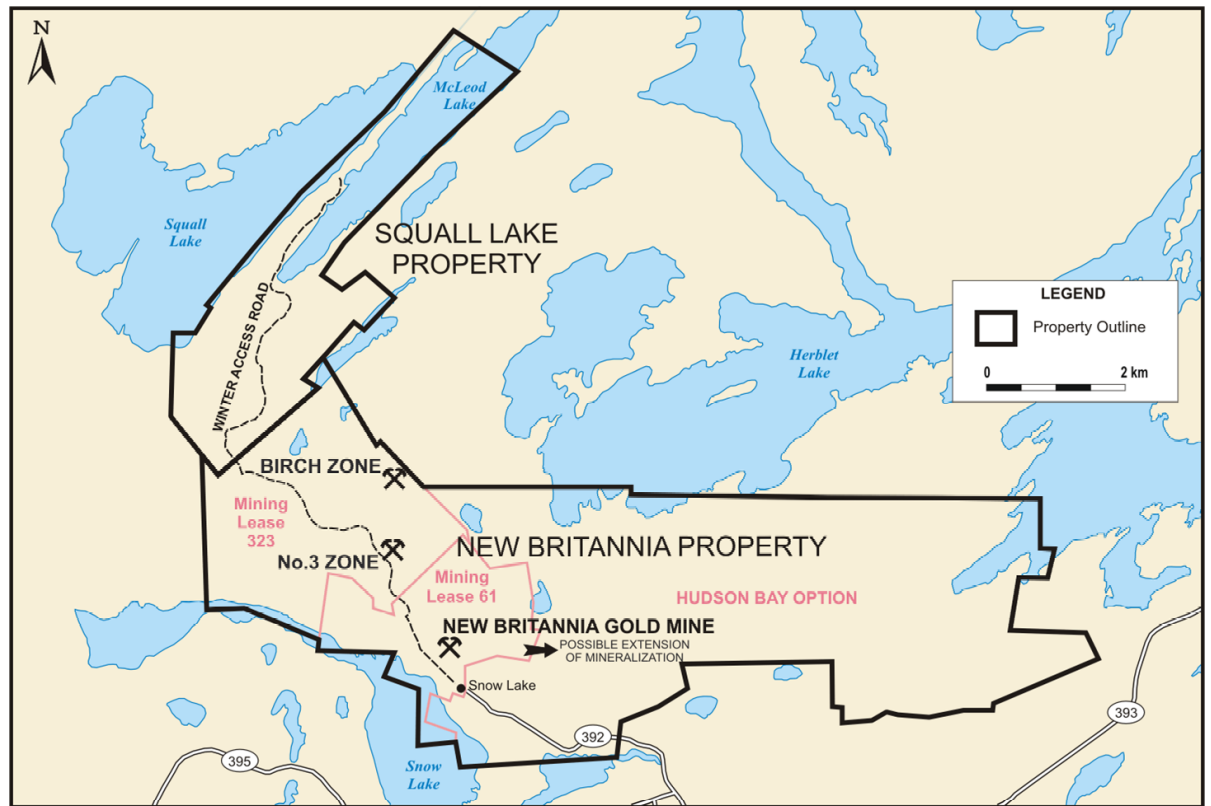 N
McLeod
Lake
Squall
Lake
SQUALL LAKE
PROPERTY
WINTER ACCESS ROAD
LEGEND
Property Outline
0 2 km
Herblet
Lake
BIRCH ZONE
Mining
Lease
323
No.3 ZONE
NEW BRITANNIA PROPERTY
Mining
Lease 61
HUDSON BAY OPTION
NEW BRITANNIA GOLD MINE
POSSIBLE EXTENSION
OF MINERALIZATION
Snow Lake
393
392
395
Snow
Lake